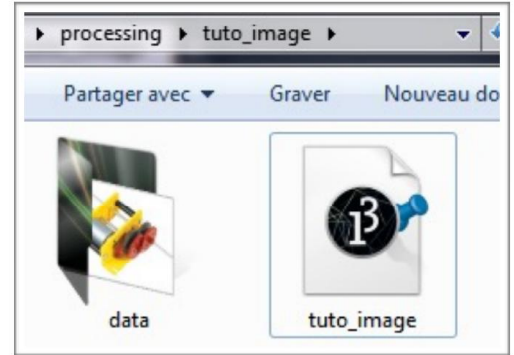 processing ▸ tuto_image ▸
Partager avec ▾ Graver Nouveau do
data tuto_image